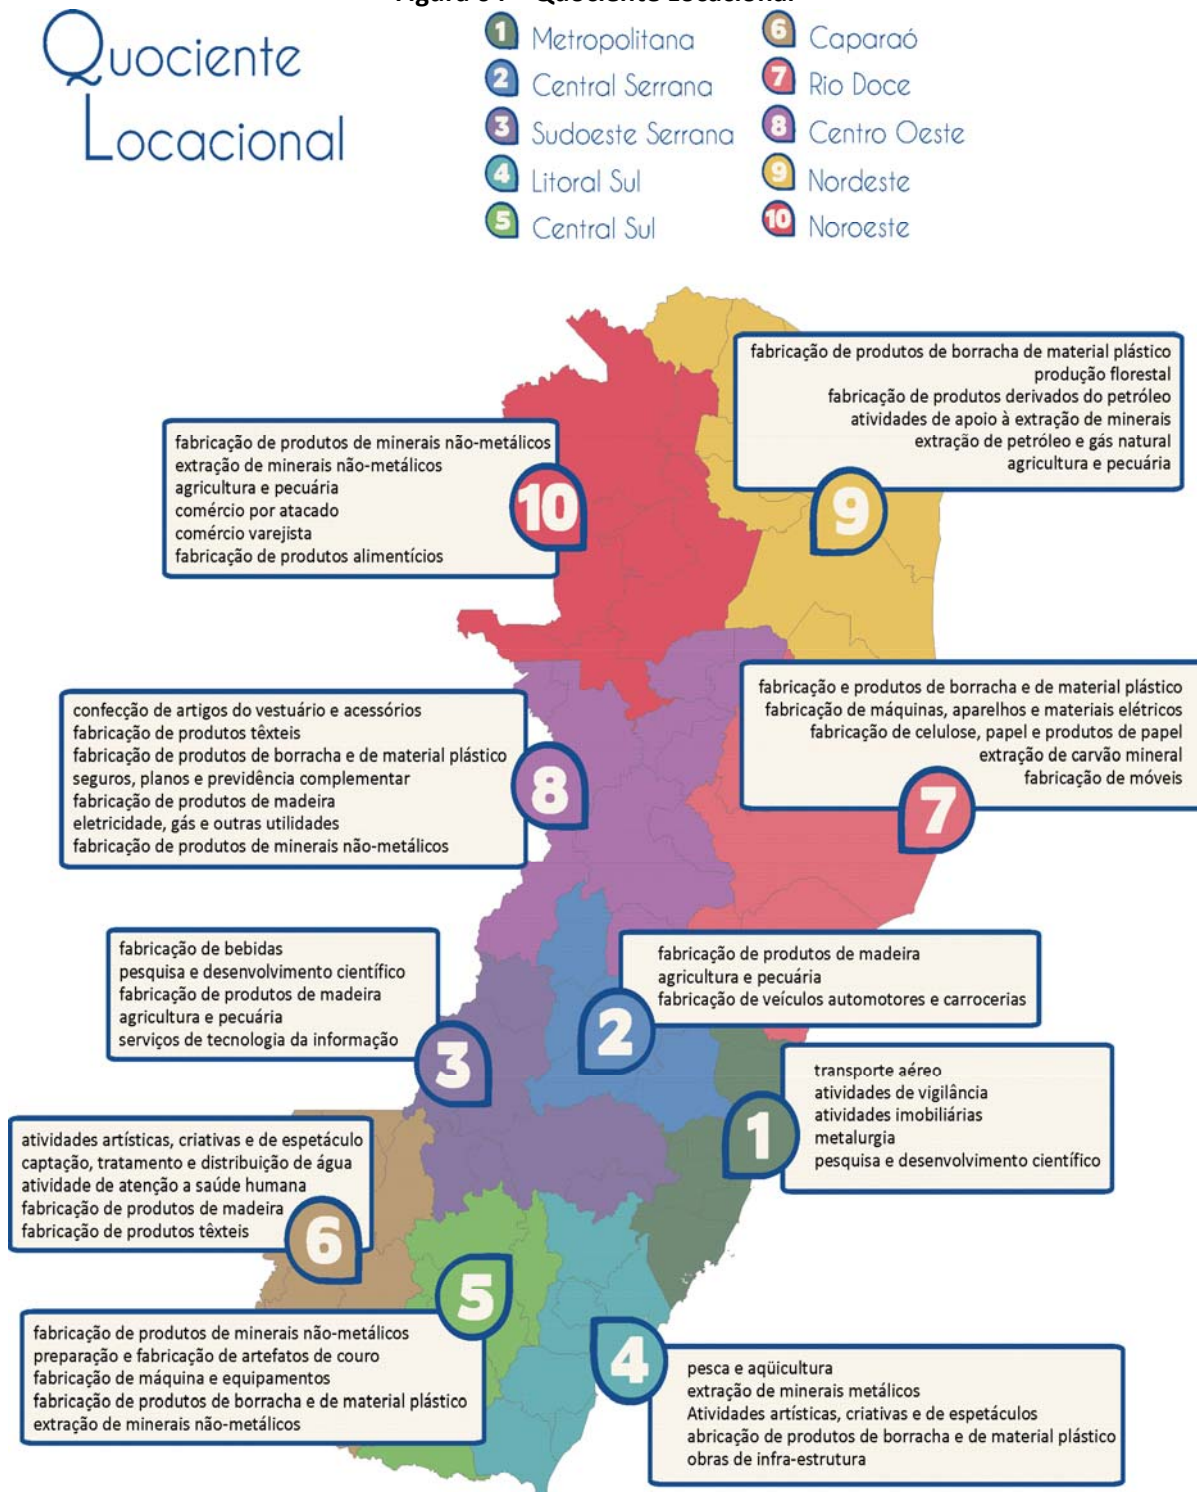 Quociente
Locacional
1 Metropolitana
2 Central Serrana
3 Sudoeste Serrana
4 Litoral Sul
5 Central Sul
6 Caparaó
7 Rio Doce
8 Centro Oeste
9 Nordeste
10 Noroeste
fabricação de produtos de borracha de material plástico
produção florestal
fabricação de produtos derivados do petróleo
atividades de apoio à extração de minerais
extração de petróleo e gás natural
agricultura e pecuária
9
fabricação de produtos de minerais não-metálicos
extração de minerais não-metálicos
agricultura e pecuária
comércio por atacado
comércio varejista
fabricação de produtos alimentícios
10
fabricação e produtos de borracha e de material plástico
fabricação de máquinas, aparelhos e materiais elétricos
fabricação de celulose, papel e produtos de papel
extração de carvão mineral
fabricação de móveis
7
confecção de artigos do vestuário e acessórios
fabricação de produtos têxteis
fabricação de produtos de borracha e de material plástico
seguros, planos e previdência complementar
fabricação de produtos de madeira
eletricidade, gás e outras utilidades
fabricação de produtos de minerais não-metálicos
8
fabricação de bebidas
pesquisa e desenvolvimento científico
fabricação de produtos de madeira
agricultura e pecuária
serviços de tecnologia da informação
3
fabricação de produtos de madeira
agricultura e pecuária
fabricação de veículos automotores e carrocerias
2
transporte aéreo
atividades de vigilância
atividades imobiliárias
metalurgia
pesquisa e desenvolvimento científico
1
atividades artísticas, criativas e de espetáculo
captação, tratamento e distribuição de água
atividade de atenção a saúde humana
fabricação de produtos de madeira
fabricação de produtos têxteis
6
5
fabricação de produtos de minerais não-metálicos
preparação e fabricação de artefatos de couro
fabricação de máquina e equipamentos
fabricação de produtos de borracha e de material plástico
extração de minerais não-metálicos
4
pesca e aqüicultura
extração de minerais metálicos
Atividades artísticas, criativas e de espetáculos
abricação de produtos de borracha e de material plástico
obras de infra-estrutura